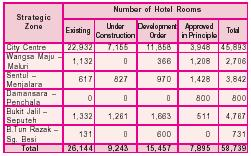 Strategic Zone
Number of Hotel Rooms
Existing Under Construction Development Order Approved in Principle Total
City Centre 22,932 7,155 11,858 3,948 45,893
Wangsa Maju – Maluri 1,132 0 366 1,208 2,706
Sentul – Menjalara 617 827 970 1,428 3,842
Damansara – Penchala 0 0 0 800 800
Bukit Jalil – Seputeh 1,332 1,261 1,663 511 4,767
B.Tun Razak – Sg. Besi 131 0 600 0 731
Total 26,144 9,243 15,457 7,895 58,739